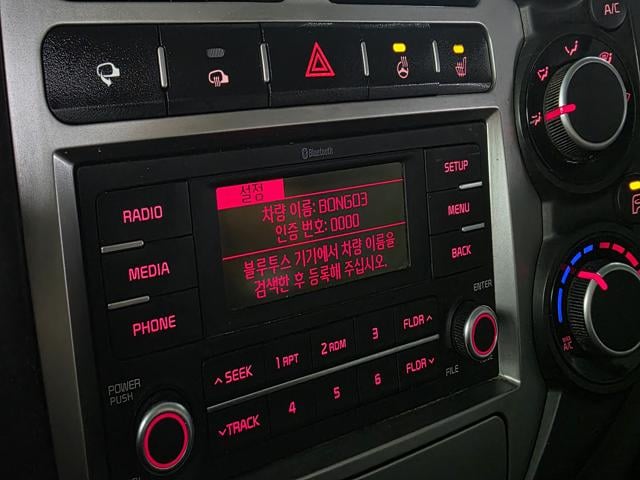 A/C
Bluetooth
설정
차량 이름: BONGO3
인증 번호: 0000
블루투스 기기에서 차량 이름을
검색한 후 등록해 주십시오.
RADIO
MEDIA
PHONE
SETUP
MENU
BACK
ENTER
FILE
POWER
PUSH
∧SEEK
1 RPT
2 RDM
3
FLDR∧
∨TRACK
4
5
6
FLDR∨
A/C